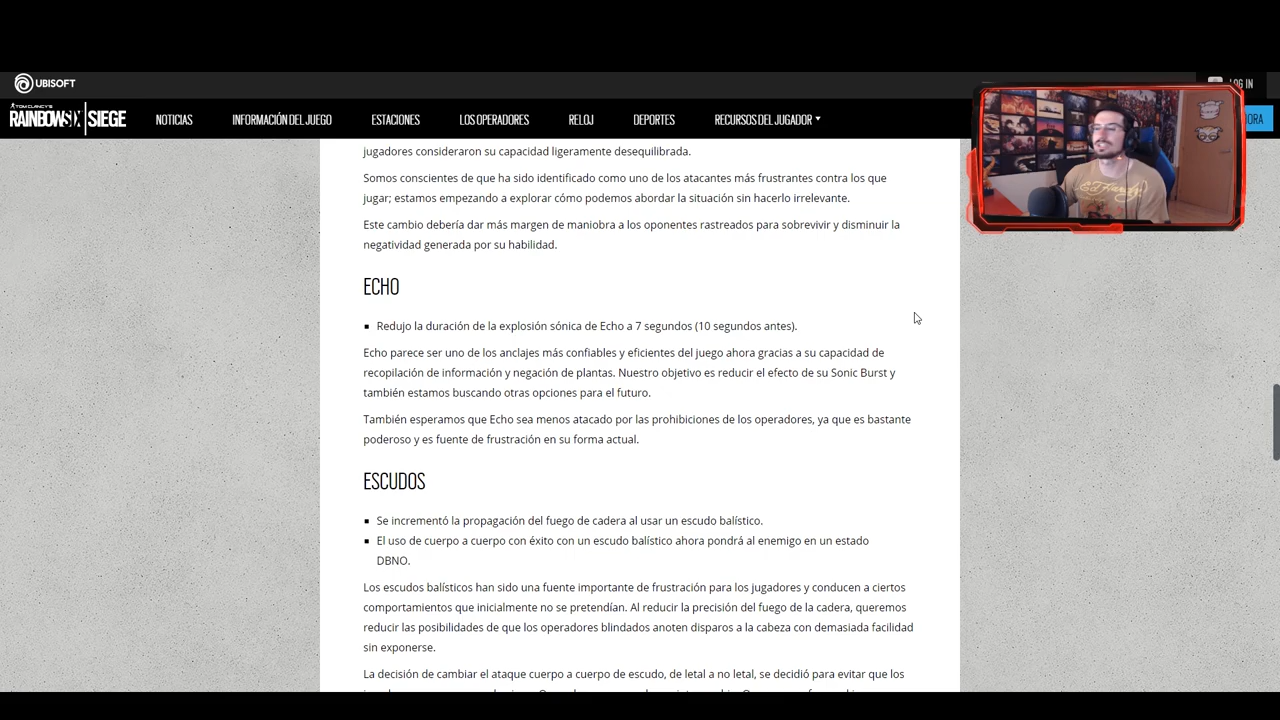 UBISOFT
LOG IN
TOM CLANCY'S
RAINBOWSIX | SIEGE
NOTICIAS
INFORMACIÓN DEL JUEGO
ESTACIONES
LOS OPERADORES
RELOJ
DEPORTES
RECURSOS DEL JUGADOR
jugadores consideraron su capacidad ligeramente desequilibrada.
Somos conscientes de que ha sido identificado como uno de los atacantes más frustrantes contra los que
jugar; estamos empezando a explorar cómo podemos abordar la situación sin hacerlo irrelevante.
Este cambio debería dar más margen de maniobra a los oponentes rastreados para sobrevivir y disminuir la
negatividad generada por su habilidad.
ECHO
Redujo la duración de la explosión sónica de Echo a 7 segundos (10 segundos antes).
Echo parece ser uno de los anclajes más confiables y eficientes del juego ahora gracias a su capacidad de
recopilación de información y negación de plantas. Nuestro objetivo es reducir el efecto de su Sonic Burst y
también estamos buscando otras opciones para el futuro.
También esperamos que Echo sea menos atacado por las prohibiciones de los operadores, ya que es bastante
poderoso y es fuente de frustración en su forma actual.
ESCUDOS
Se incrementó la propagación del fuego de cadera al usar un escudo balístico.
El uso de cuerpo a cuerpo con éxito con un escudo balístico ahora pondrá al enemigo en un estado
DBNO.
Los escudos balísticos han sido una fuente importante de frustración para los jugadores y conducen a ciertos
comportamientos que inicialmente no se pretendían. Al reducir la precisión del fuego de la cadera, queremos
reducir las posibilidades de que los operadores blindados anoten disparos a la cabeza con demasiada facilidad
sin exponerse.
La decisión de cambiar el ataque cuerpo a cuerpo de escudo, de letal a no letal, se decidió para evitar que los